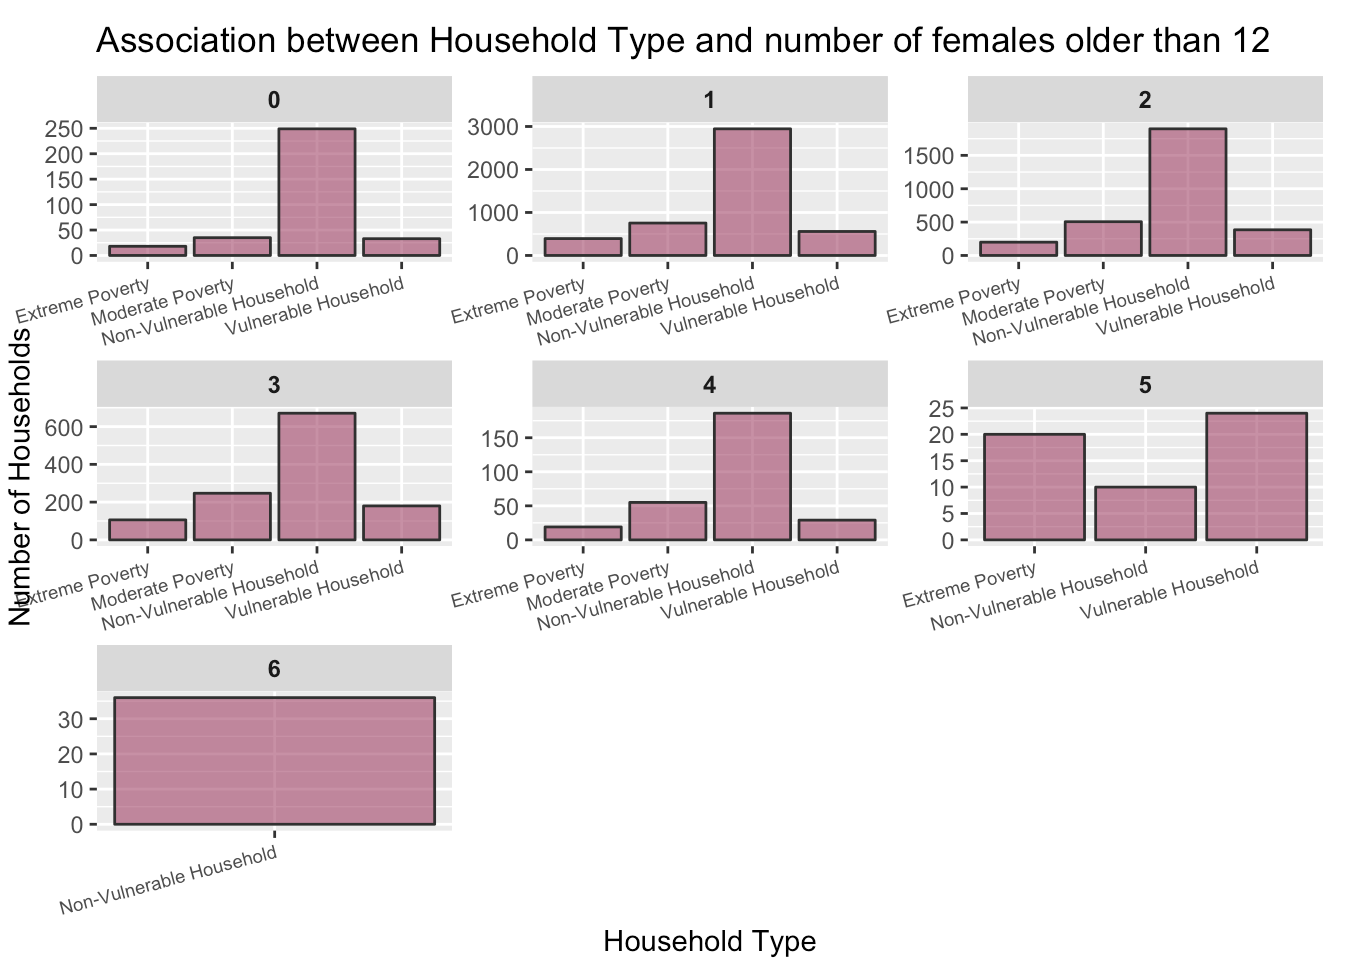 Association between Household Type and number of females older than 12
0
250
200
150
100
50
0
Extreme Poverty
Moderate Poverty
Non-Vulnerable Household
Vulnerable Household
1
3000
2000
1000
0
Extreme Poverty
Moderate Poverty
Non-Vulnerable Household
Vulnerable Household
2
1500
1000
500
0
Extreme Poverty
Moderate Poverty
Non-Vulnerable Household
Vulnerable Household
Number of Households
3
600
400
200
0
Extreme Poverty
Moderate Poverty
Non-Vulnerable Household
Vulnerable Household
4
150
100
50
0
Extreme Poverty
Moderate Poverty
Non-Vulnerable Household
Vulnerable Household
5
25
20
15
10
5
0
Extreme Poverty
Non-Vulnerable Household
Vulnerable Household
6
30
20
10
0
Non-Vulnerable Household
Household Type